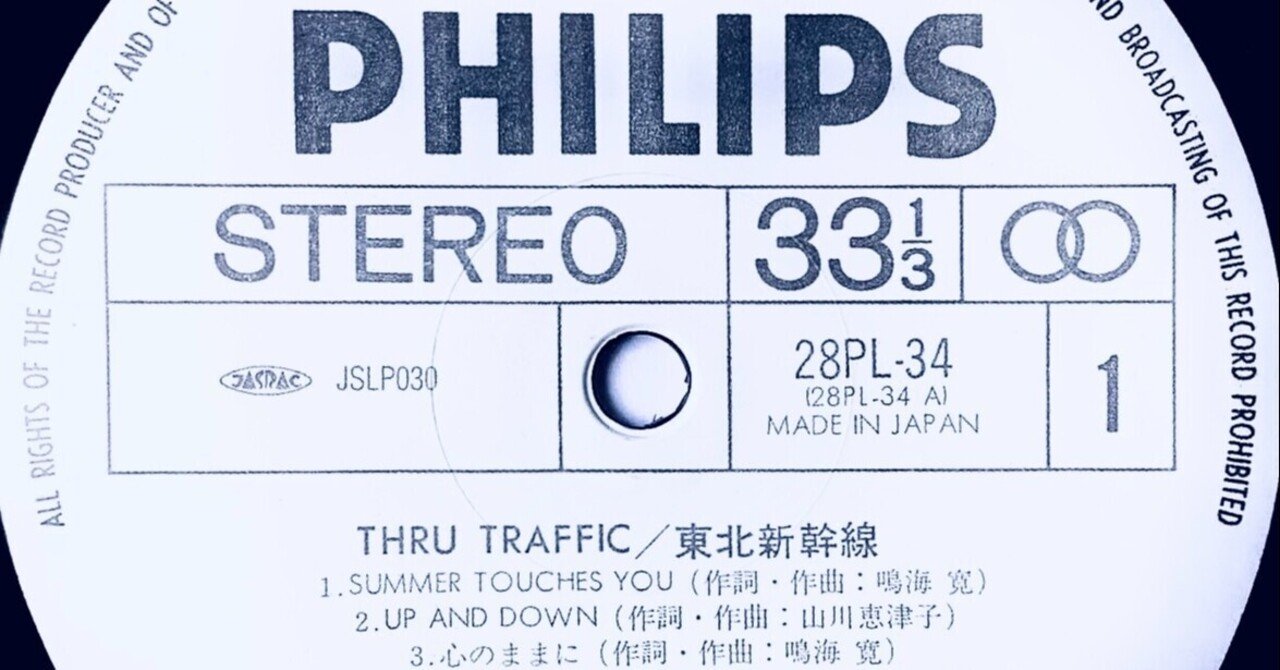 ALL RIGHTS OF THE RECORD PRODUCER AND OF
ND BROADCASTING OF THIS RECORD PROHIBITED
PHILIPS
STEREO
33 1/3
JASRAC JSLP030
28PL-34
(28PL-34 A)
MADE IN JAPAN
1
THRU TRAFFIC/東北新幹線
1.SUMMER TOUCHES YOU (作詞・作曲:鳴海 寛)
2.UP AND DOWN (作詞・作曲:山川恵津子)
3.心のままに (作詞・作曲:鳴海 寛)